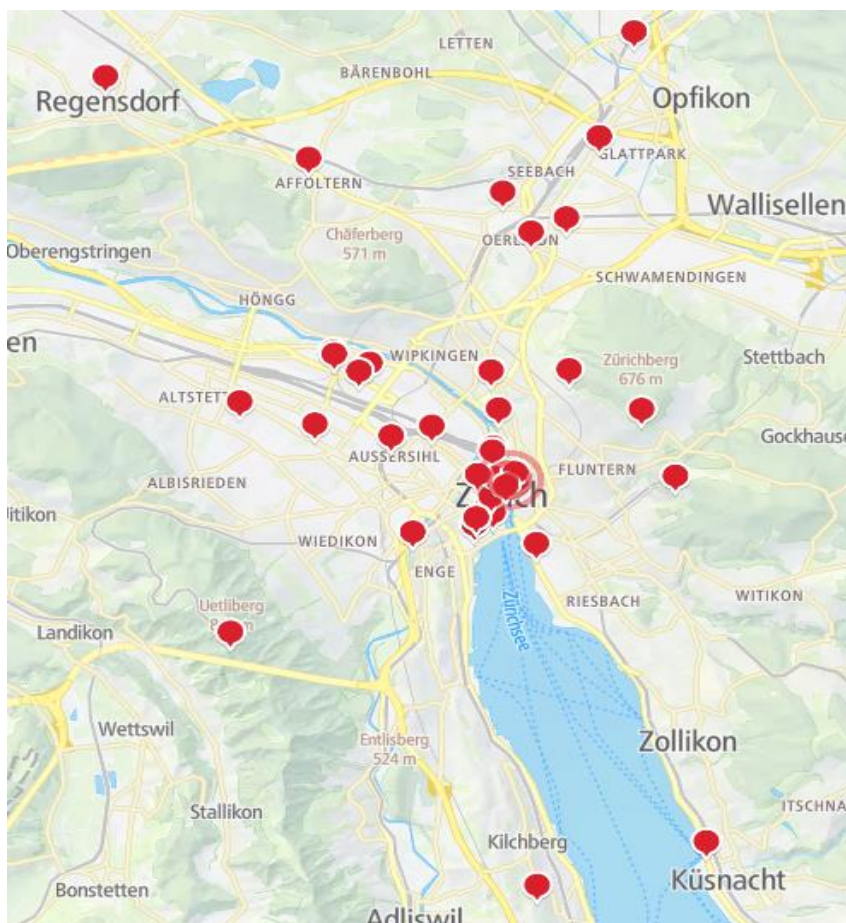 LETTEN
BÄRENBOHL
Regensdorf
Opfikon
GLATTPARK
SEEBACH
AFFOLTERN
Wallisellen
Chäferberg
571 m
Oberengstringen
SCHWAMENDINGEN
HÖNGG
en
WIPKINGEN
Zürichberg
676 m
Stettbach
Gockhause
AUSSERSIHL
FLUNTERN
ALBISRIEDEN
WIEDIKON
ENGE
Zürichsee
RIESBACH
WITIKON
Uetliberg
Landikon
Wettswil
Entlisberg
524 m
Zollikon
Stallikon
ITSCHNA
Kilchberg
Küsnacht
Bonstetten
Adliswil